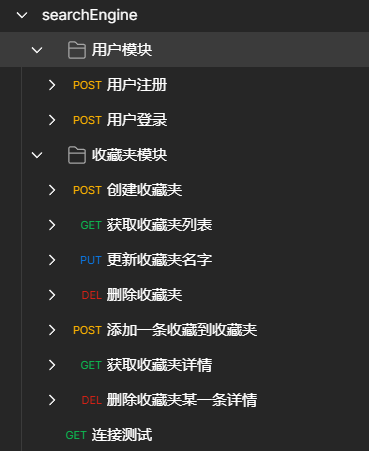 searchEngine
用户模块
POST 用户注册
POST 用户登录
收藏夹模块
POST 创建收藏夹
GET 获取收藏夹列表
PUT 更新收藏夹名字
DEL 删除收藏夹
POST 添加一条收藏到收藏夹
GET 获取收藏夹详情
DEL 删除收藏夹某一条详情
GET 连接测试